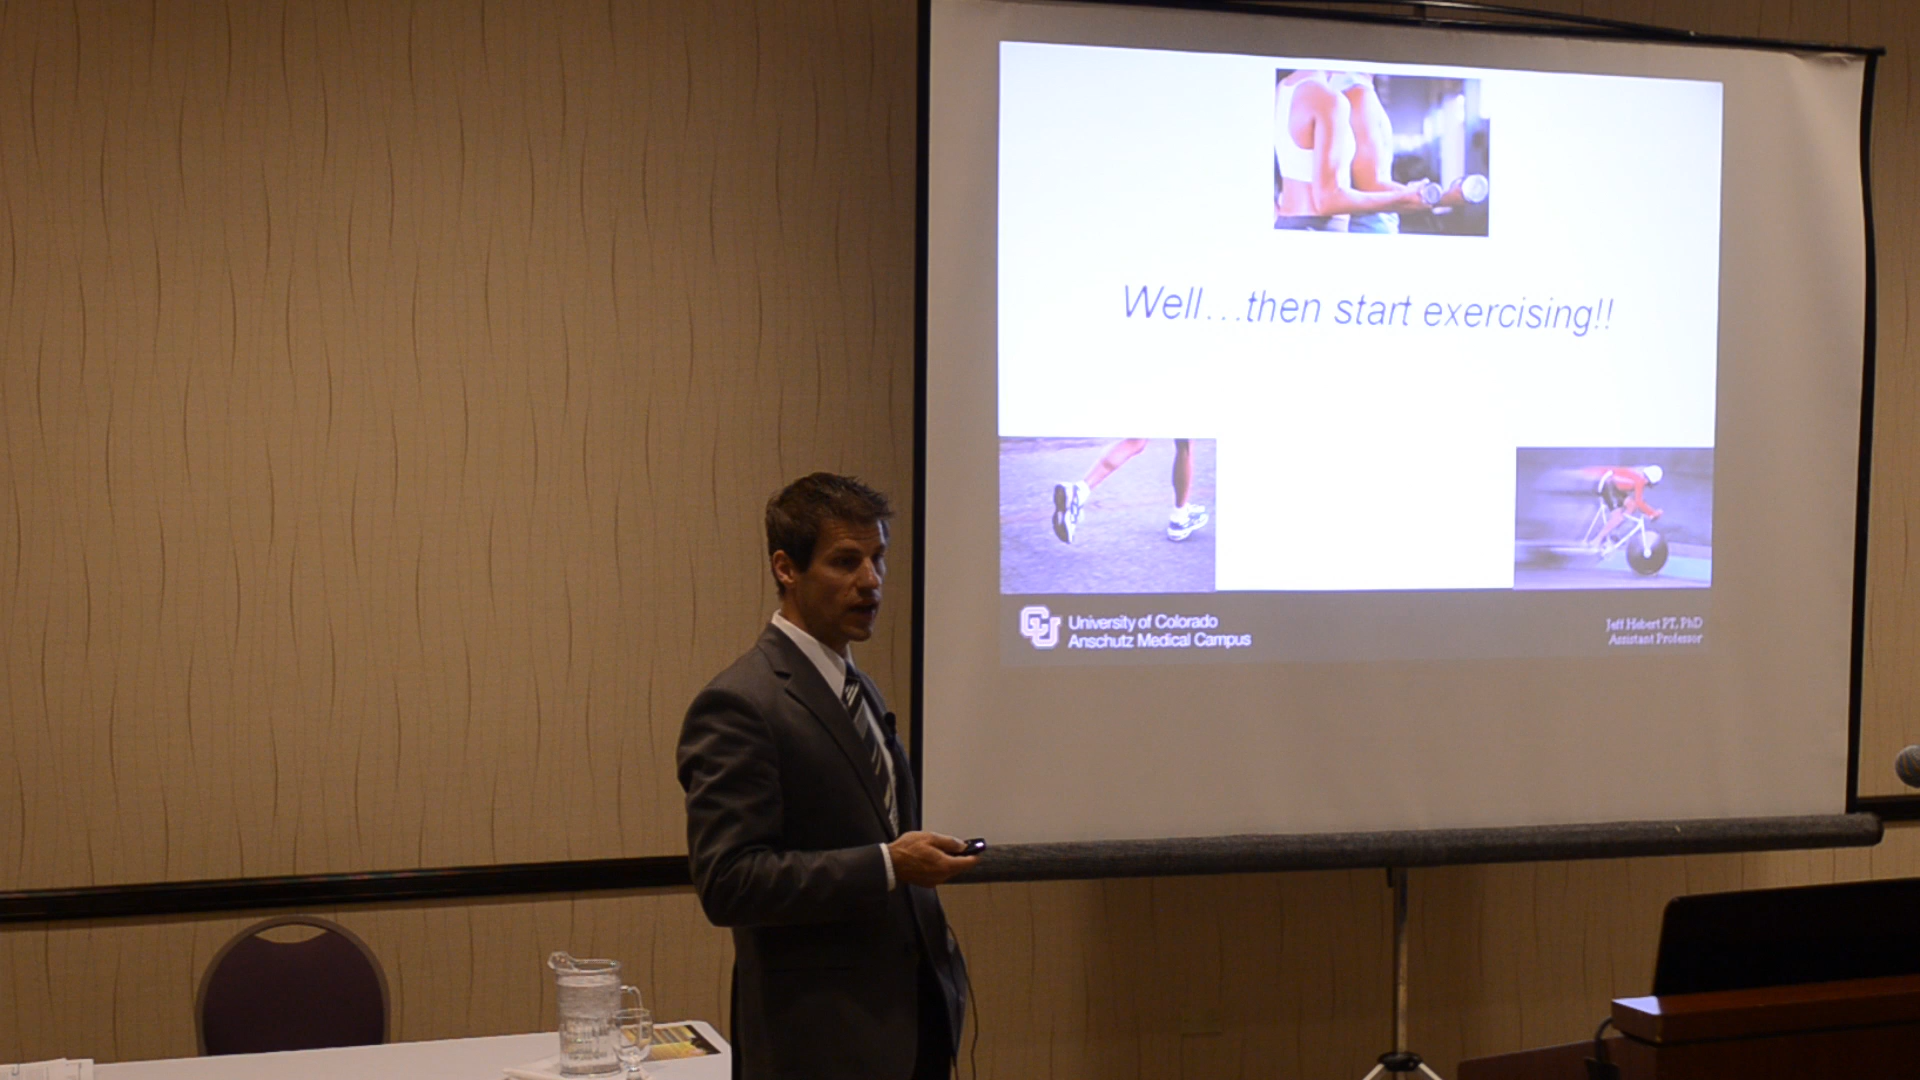 Well…then start exercising!!
University of Colorado
Anschutz Medical Campus
Jeff Hebert PT, PhD
Assistant Professor